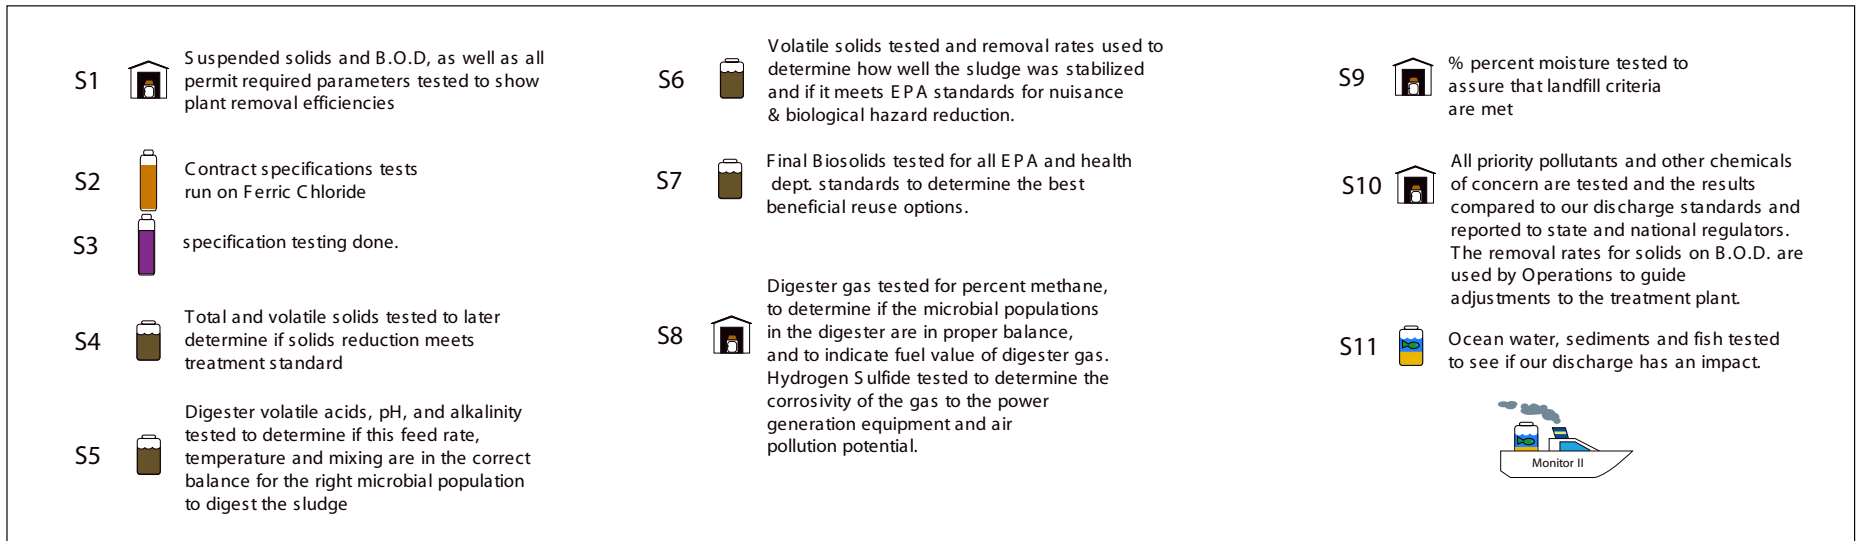 S1
Suspended solids and B.O.D, as well as all
permit required parameters tested to show
plant removal efficiencies
S2
Contract specifications tests
run on Ferric Chloride
S3
specification testing done.
S4
Total and volatile solids tested to later
determine if solids reduction meets
treatment standard
S5
Digester volatile acids, pH, and alkalinity
tested to determine if this feed rate,
temperature and mixing are in the correct
balance for the right microbial population
to digest the sludge
S6
Volatile solids tested and removal rates used to
determine how well the sludge was stabilized
and if it meets EPA standards for nuisance
& biological hazard reduction.
S7
Final Biosolids tested for all EPA and health
dept. standards to determine the best
beneficial reuse options.
S8
Digester gas tested for percent methane,
to determine if the microbial populations
in the digester are in proper balance,
and to indicate fuel value of digester gas.
Hydrogen Sulfide tested to determine the
corrosivity of the gas to the power
generation equipment and air
pollution potential.
S9
% percent moisture tested to
assure that landfill criteria
are met
S10
All priority pollutants and other chemicals
of concern are tested and the results
compared to our discharge standards and
reported to state and national regulators.
The removal rates for solids on B.O.D. are
used by Operations to guide
adjustments to the treatment plant.
S11
Ocean water, sediments and fish tested
to see if our discharge has an impact.
Monitor II